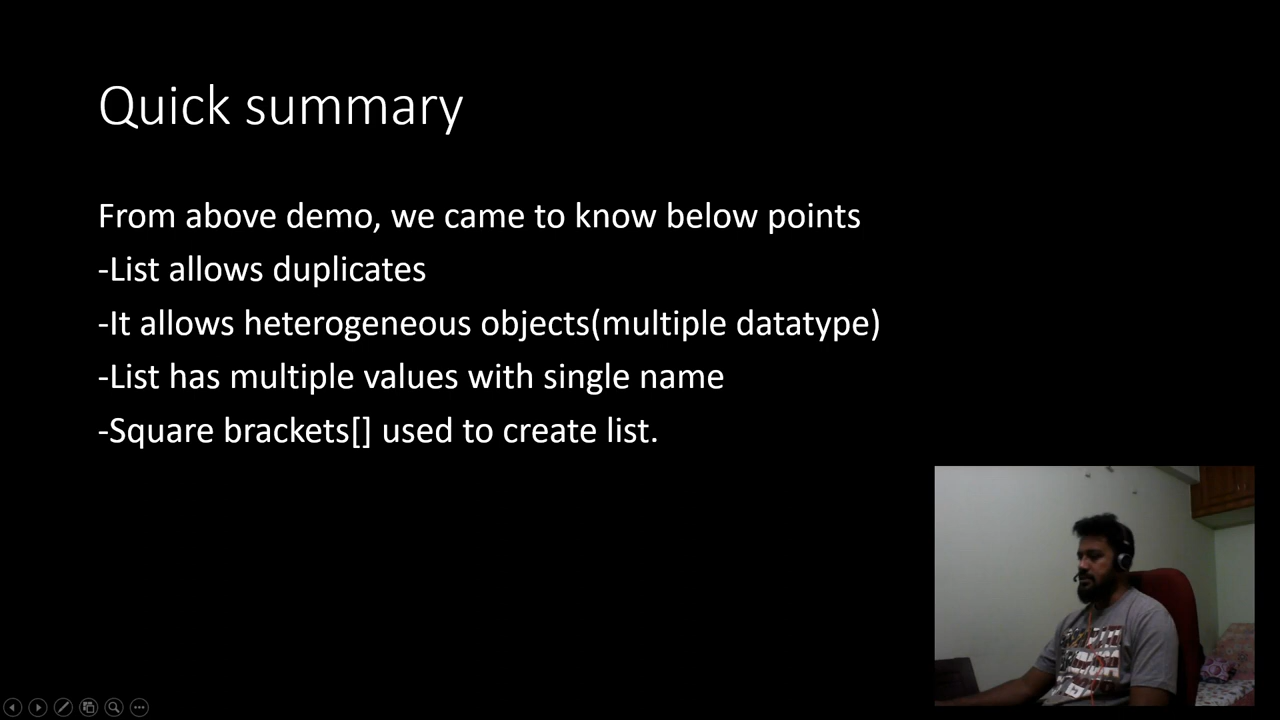 Quick summary
From above demo, we came to know below points
-List allows duplicates
-It allows heterogeneous objects(multiple datatype)
-List has multiple values with single name
-Square brackets[] used to create list.